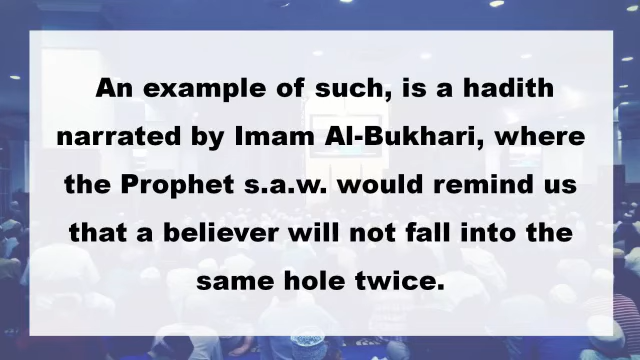 An example of such, is a hadith
narrated by Imam Al-Bukhari, where
the Prophet s.a.w. would remind us
that a believer will not fall into the
same hole twice.